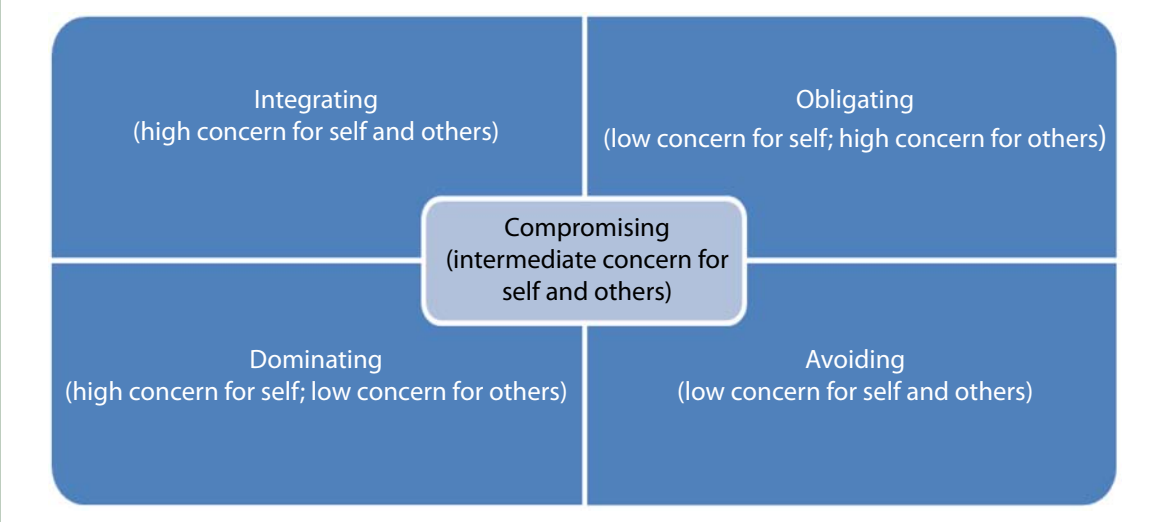 Integrating
(high concern for self and others)
Obligating
(low concern for self; high concern for others)
Compromising
(intermediate concern for
self and others)
Dominating
(high concern for self; low concern for others)
Avoiding
(low concern for self and others)